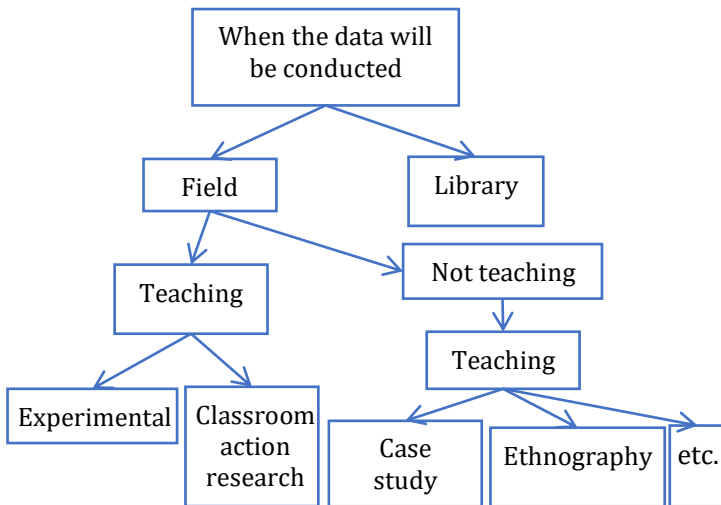 When the data will
be conducted
Field
Library
Teaching
Not teaching
Teaching
Experimental
Classroom
action
research
Case
study
Ethnography
etc.